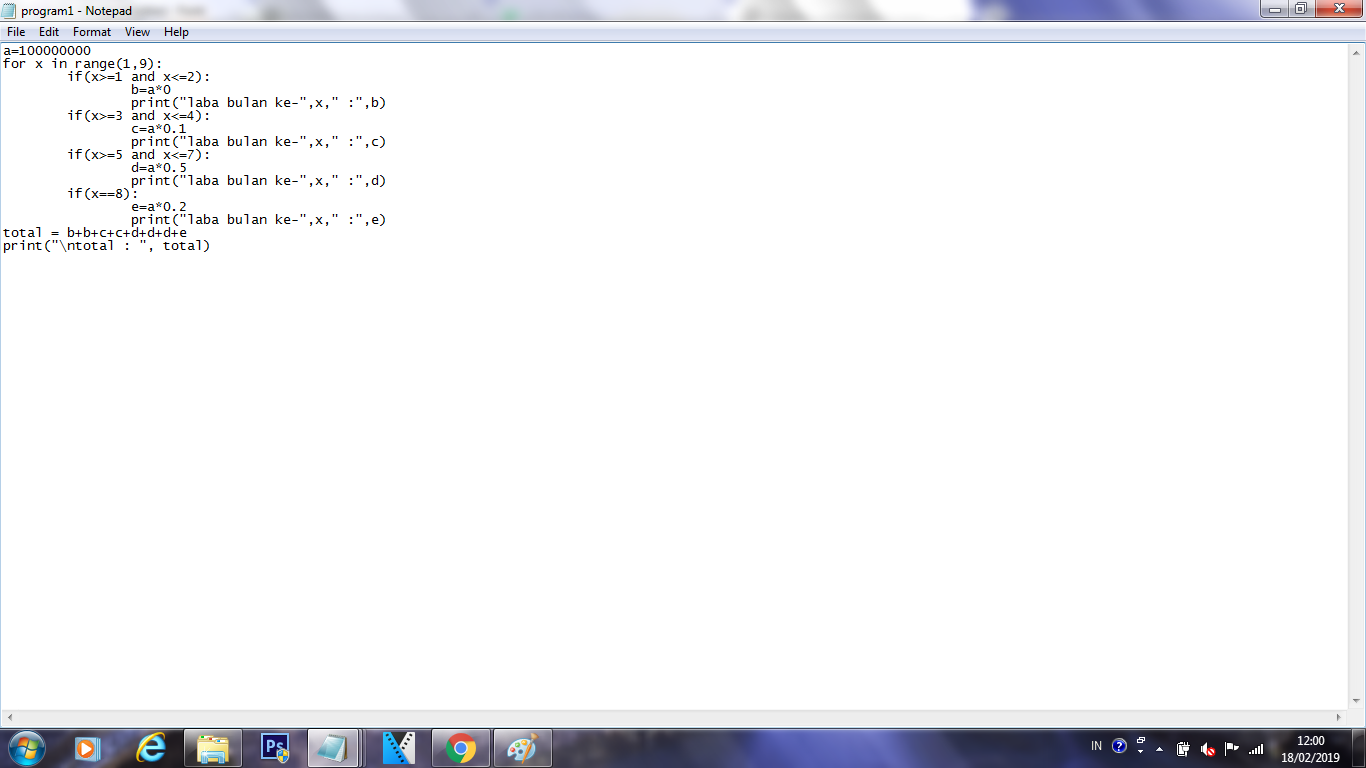 program1 - Notepad
File Edit Format View Help
a=100000000
for x in range(1,9):
        if(x>=1 and x<=2):
                b=a*0
                print("laba bulan ke-",x," :",b)
        if(x>=3 and x<=4):
                c=a*0.1
                print("laba bulan ke-",x," :",c)
        if(x>=5 and x<=7):
                d=a*0.5
                print("laba bulan ke-",x," :",d)
        if(x==8):
                e=a*0.2
                print("laba bulan ke-",x," :",e)
total = b+b+c+c+d+d+d+e
print("\ntotal : ", total)
Ps
IN
12:00
18/02/2019